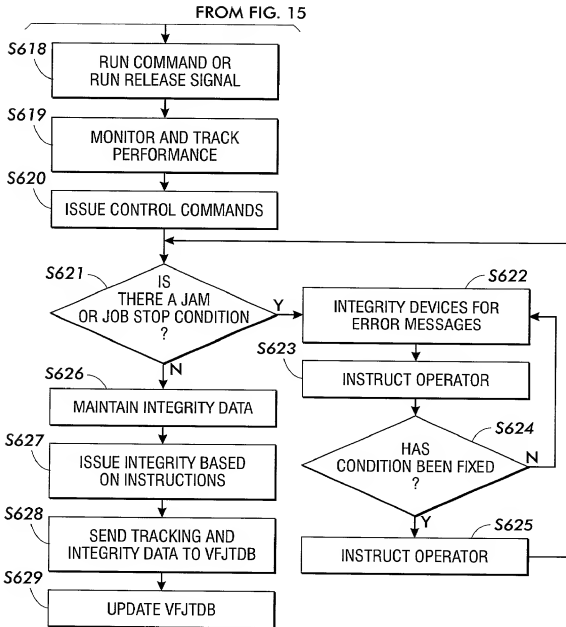 FROM FIG. 15
S618
RUN COMMAND OR
RUN RELEASE SIGNAL
S619
MONITOR AND TRACK
PERFORMANCE
S620
ISSUE CONTROL COMMANDS
S621
IS
THERE A JAM
OR JOB STOP CONDITION
?
Y
N
S622
INTEGRITY DEVICES FOR
ERROR MESSAGES
S623
INSTRUCT OPERATOR
S624
HAS
CONDITION BEEN FIXED
?
N
Y
S625
INSTRUCT OPERATOR
S626
MAINTAIN INTEGRITY DATA
S627
ISSUE INTEGRITY BASED
ON INSTRUCTIONS
S628
SEND TRACKING AND
INTEGRITY DATA TO VFJTDB
S629
UPDATE VFJTDB